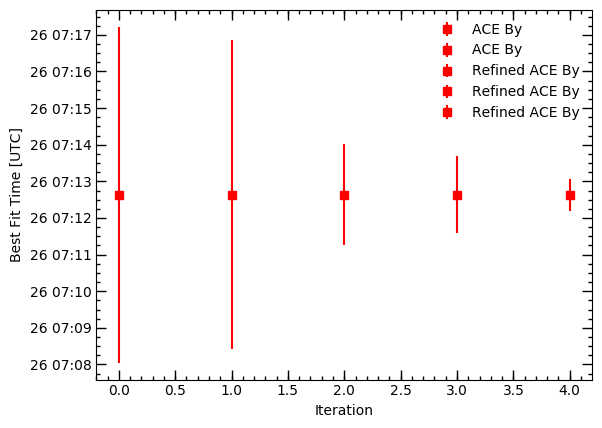 ACE By
ACE By
Refined ACE By
Refined ACE By
Refined ACE By
26 07:17
26 07:16
26 07:15
26 07:14
26 07:13
26 07:12
26 07:11
26 07:10
26 07:09
26 07:08
Best Fit Time [UTC]
0.0 0.5 1.0 1.5 2.0 2.5 3.0 3.5 4.0
Iteration